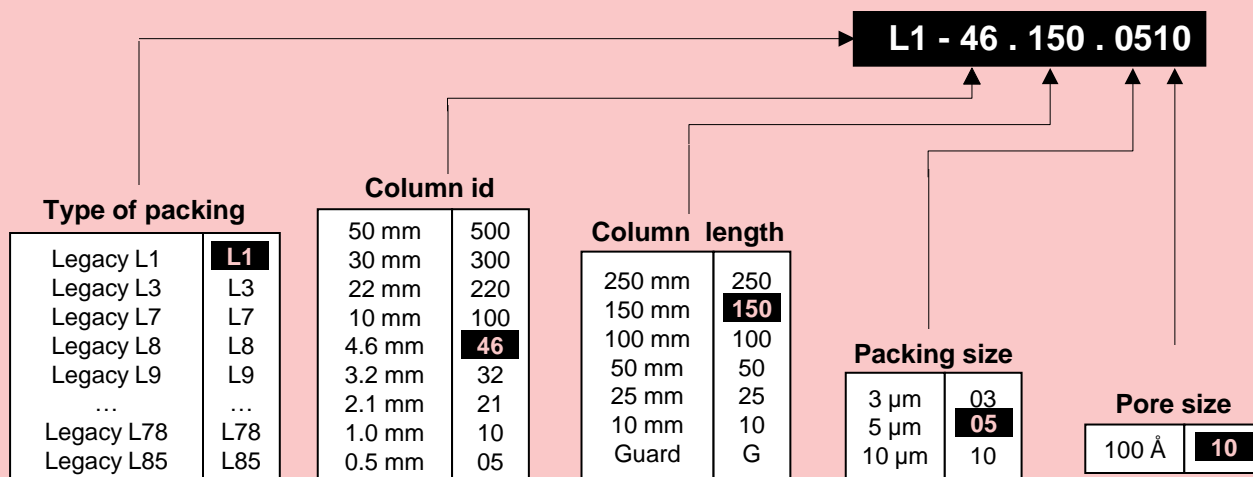 L1 - 46 . 150 . 0510
Type of packing
Legacy L1 L1
Legacy L3 L3
Legacy L7 L7
Legacy L8 L8
Legacy L9 L9
... ...
Legacy L78 L78
Legacy L85 L85
Column id
50 mm 500
30 mm 300
22 mm 220
10 mm 100
4.6 mm 46
3.2 mm 32
2.1 mm 21
1.0 mm 10
0.5 mm 05
Column length
250 mm 250
150 mm 150
100 mm 100
50 mm 50
25 mm 25
10 mm 10
Guard G
Packing size
3 µm 03
5 µm 05
10 µm 10
Pore size
100 Å 10